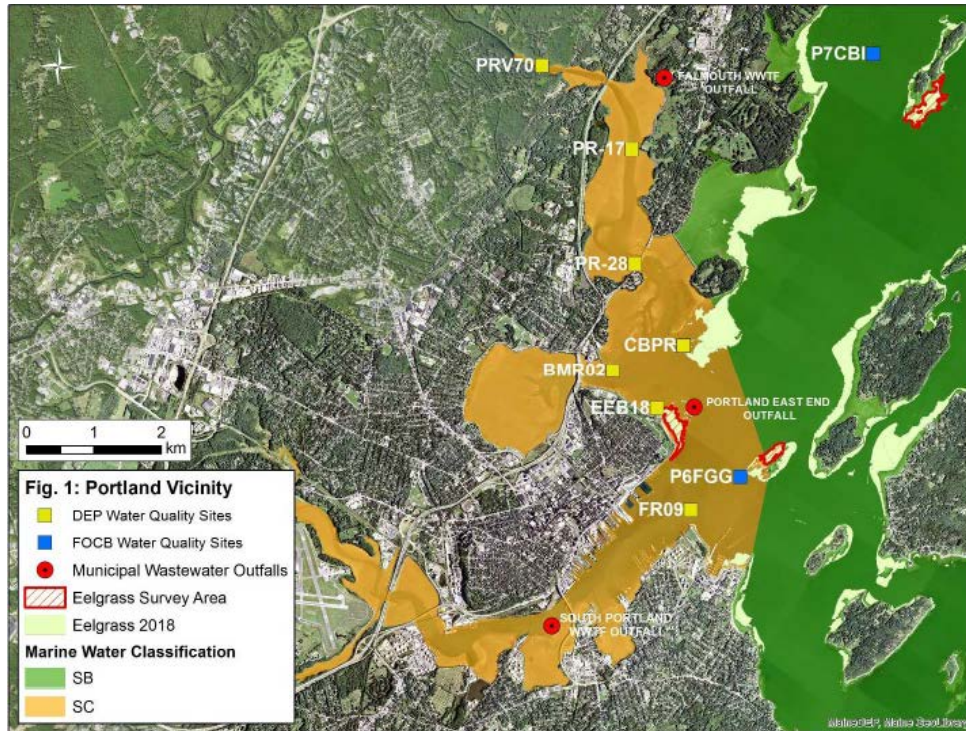 PRV70
P7CBI
FALMOUTH WWTF
OUTFALL
PR-17
PR-28
CBPR
BMR02
EEB18
PORTLAND EAST END
OUTFALL
P6FGG
FR09
SOUTH PORTLAND
WWTF OUTFALL
0 1 2
km
Fig. 1: Portland Vicinity
DEP Water Quality Sites
FOCB Water Quality Sites
Municipal Wastewater Outfalls
Eelgrass Survey Area
Eelgrass 2018
Marine Water Classification
SB
SC
MaineDEP, Maine GeoLibrary